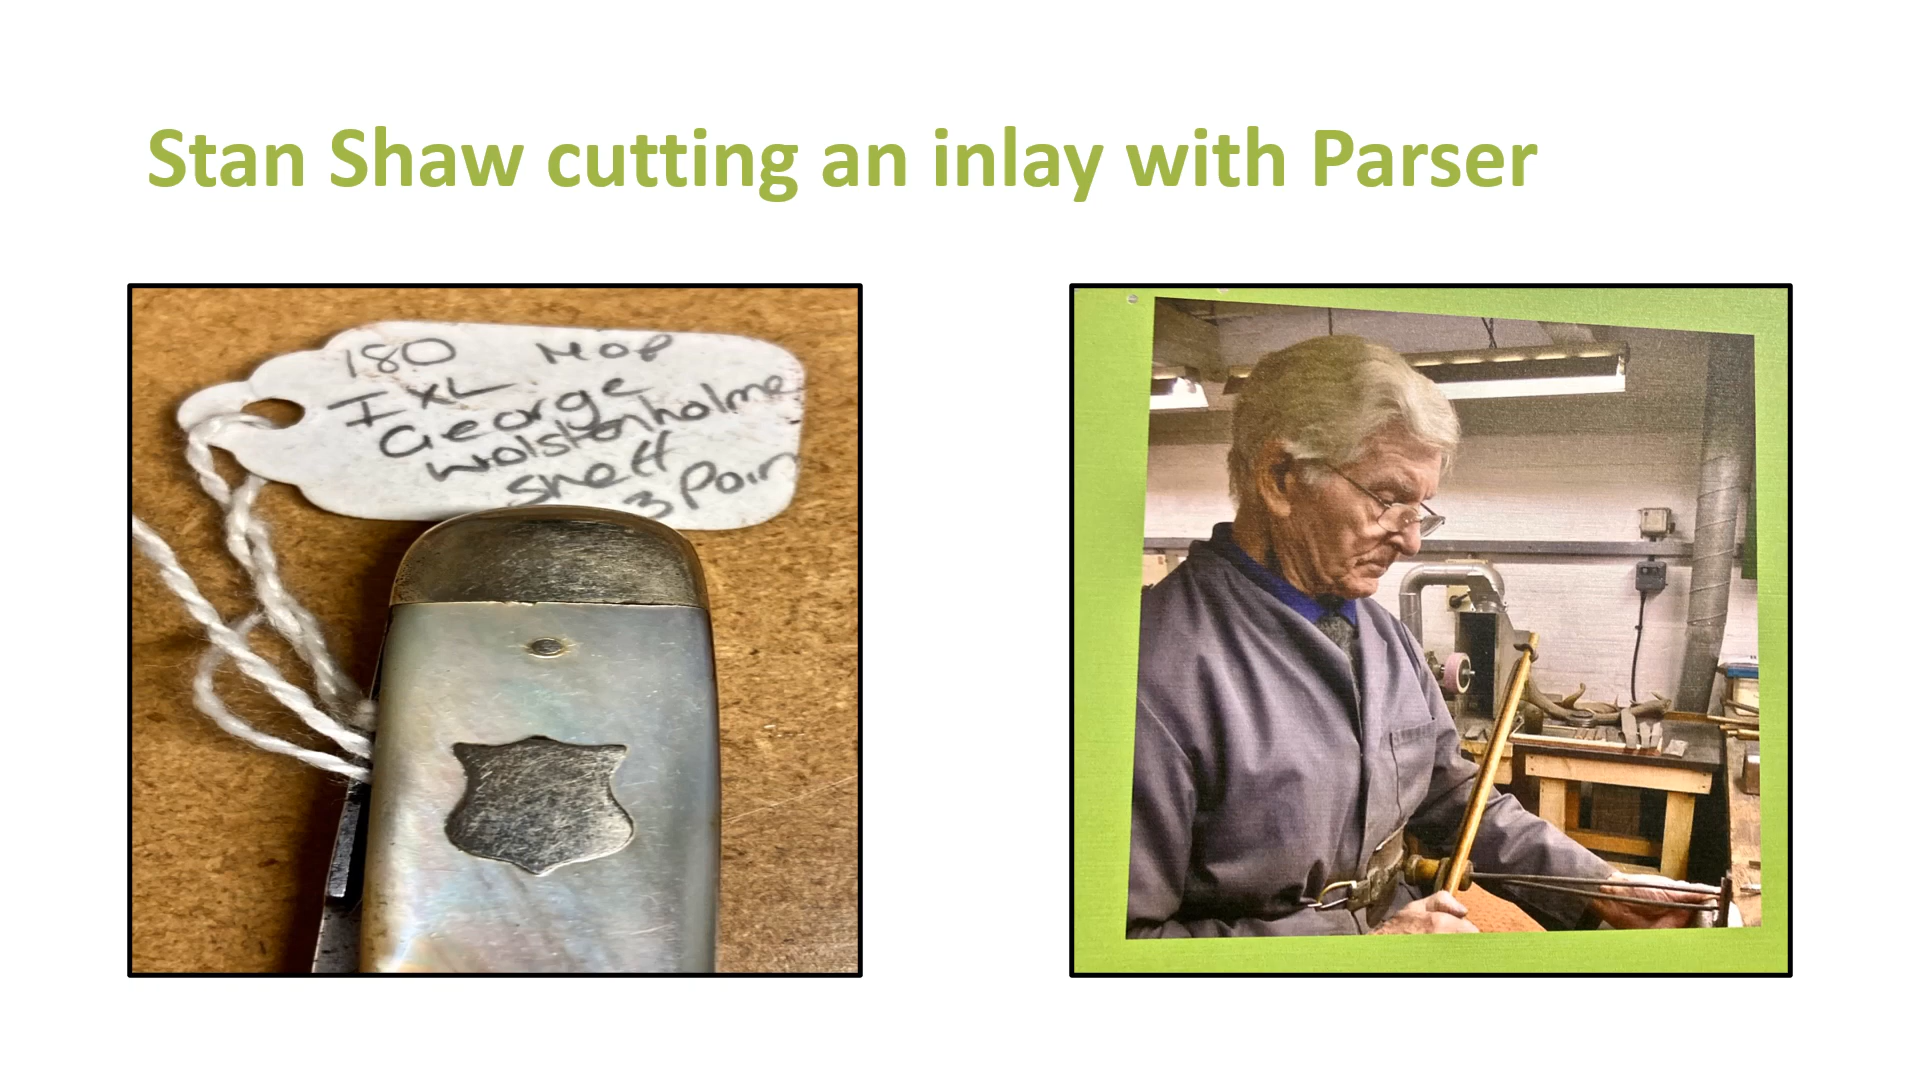 Stan Shaw cutting an inlay with Parser
180 MOP
IXL
George
wolstenholme
sheff
3 Poin